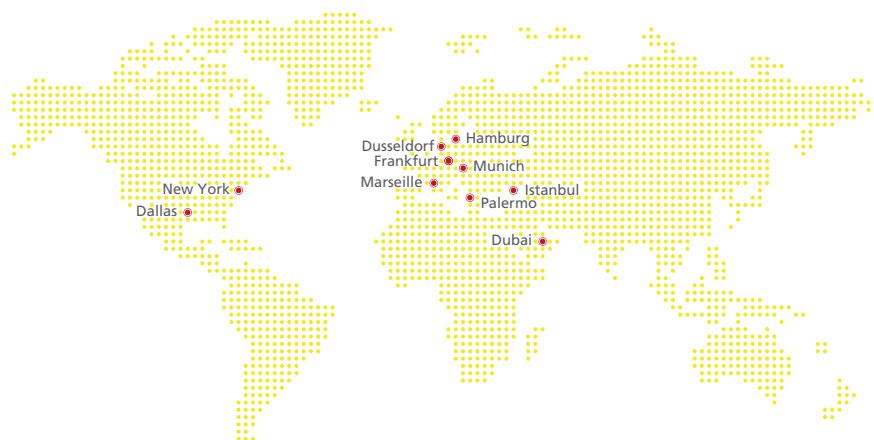 Hamburg
Dusseldorf
Frankfurt
Munich
Marseille
New York
Istanbul
Palermo
Dallas
Dubai